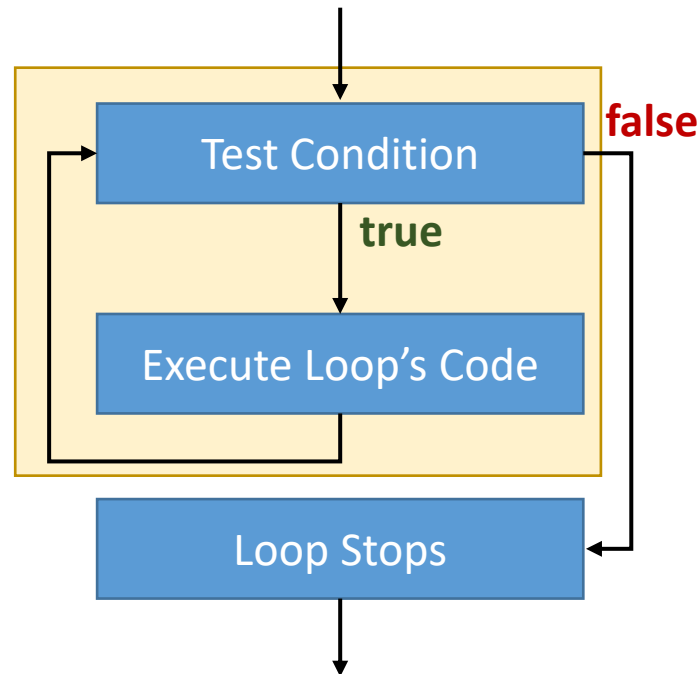 Test Condition
false
true
Execute Loop’s Code
Loop Stops